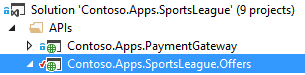 Solution 'Contoso.Apps.SportsLeague' (9 projects)
APIs
Contoso.Apps.PaymentGateway
Contoso.Apps.SportsLeague.Offers